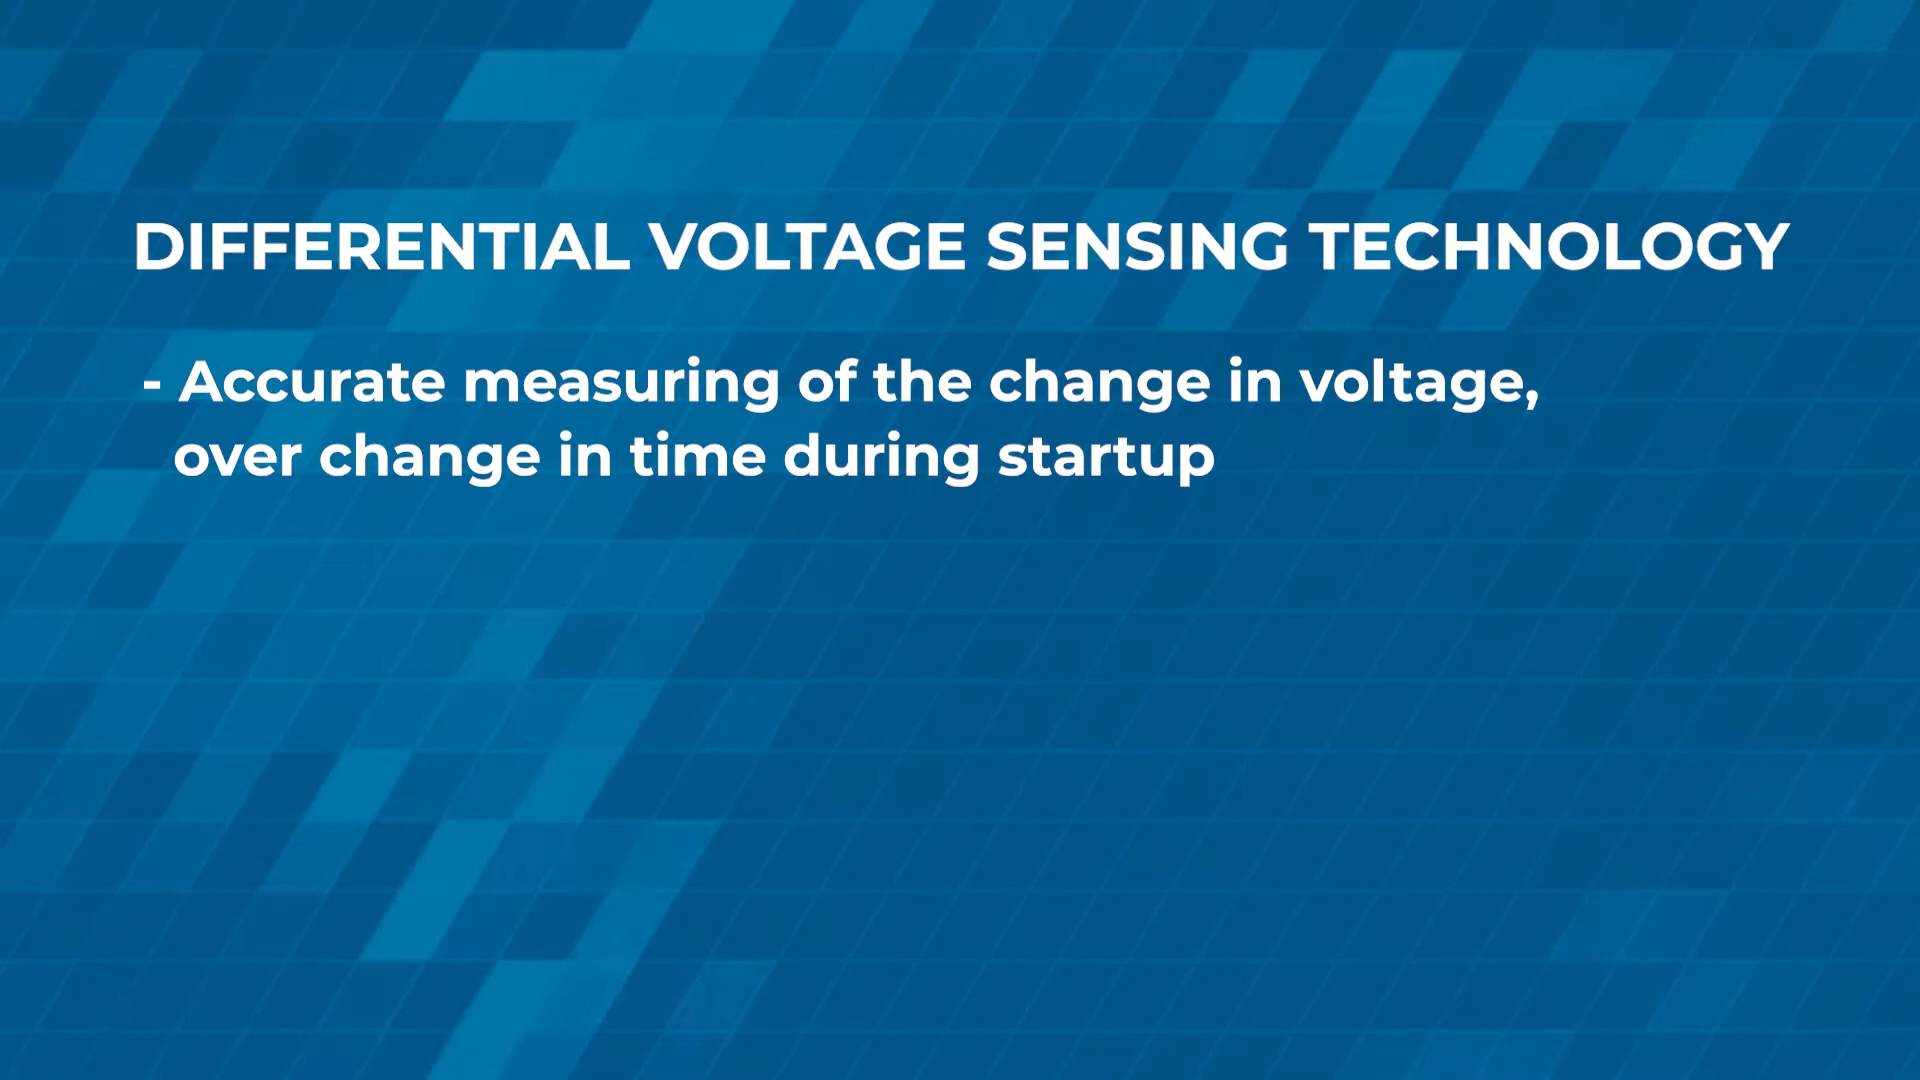 DIFFERENTIAL VOLTAGE SENSING TECHNOLOGY
- Accurate measuring of the change in voltage,
over change in time during startup